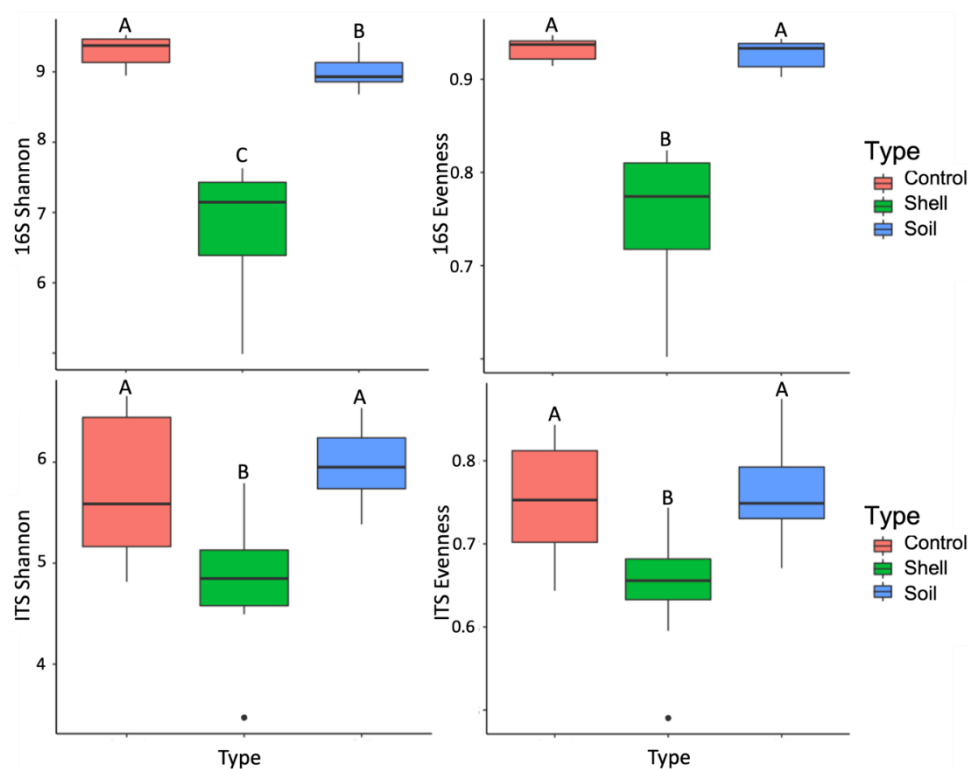 A
B
C
9
8
7
6
16S Shannon
A
A
B
0.9
0.8
0.7
16S Evenness
Type
Control
Shell
Soil
A
B
A
6
5
4
ITS Shannon
Type
A
B
A
0.8
0.7
0.6
ITS Evenness
Type
Type
Control
Shell
Soil